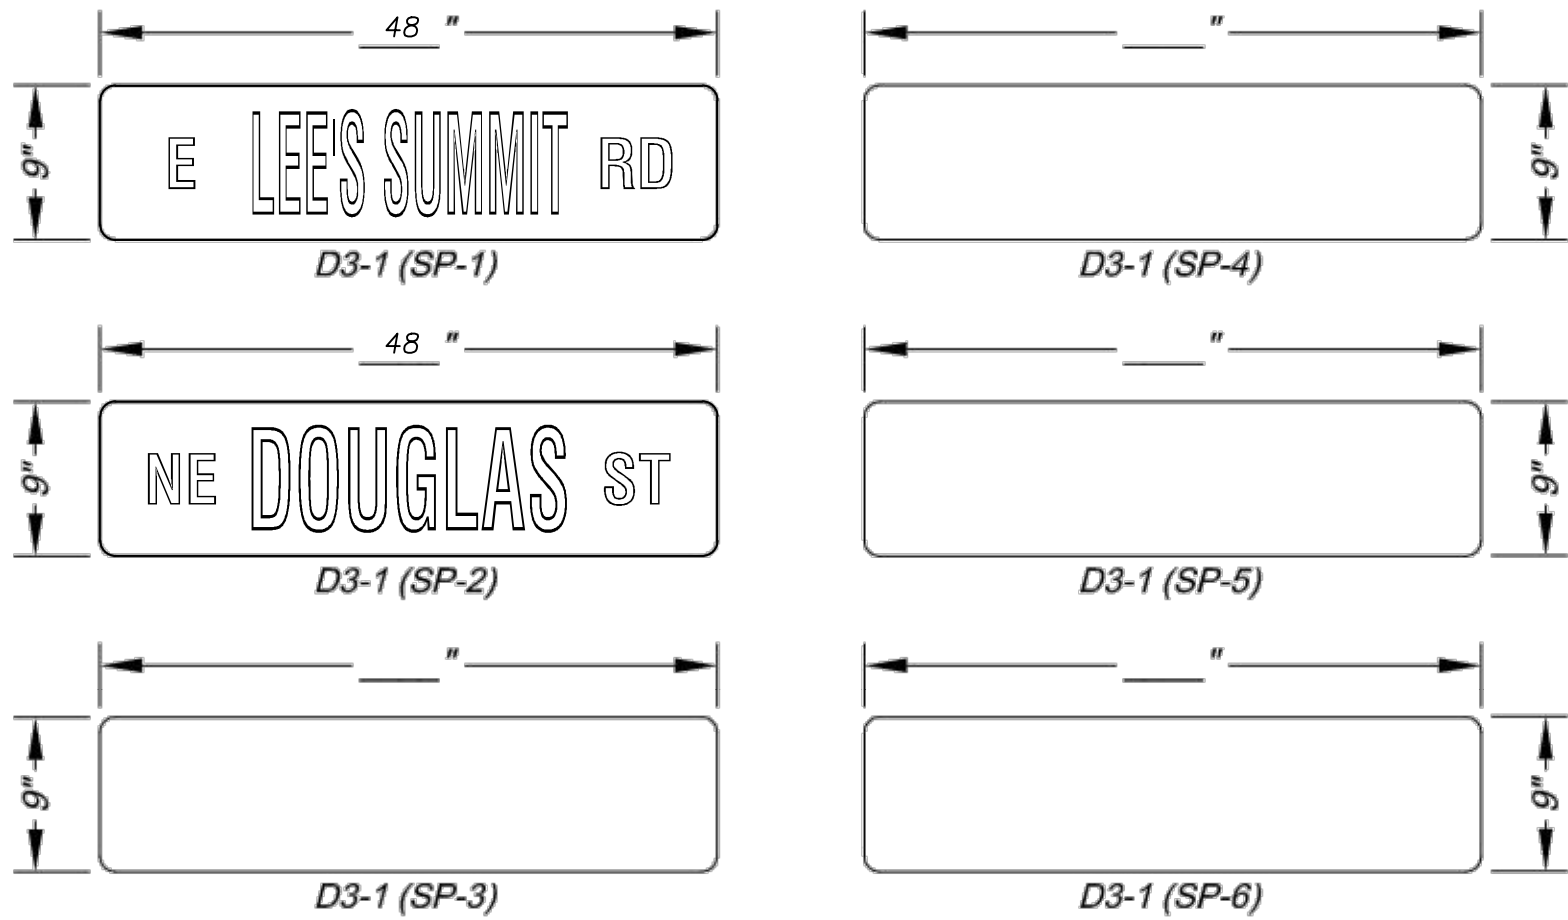 48 "
"
9"
E LEE'S SUMMIT RD
9"
D3-1 (SP-1)
D3-1 (SP-4)
48 "
"
9"
NE DOUGLAS ST
9"
D3-1 (SP-2)
D3-1 (SP-5)
"
"
9"
9"
D3-1 (SP-3)
D3-1 (SP-6)